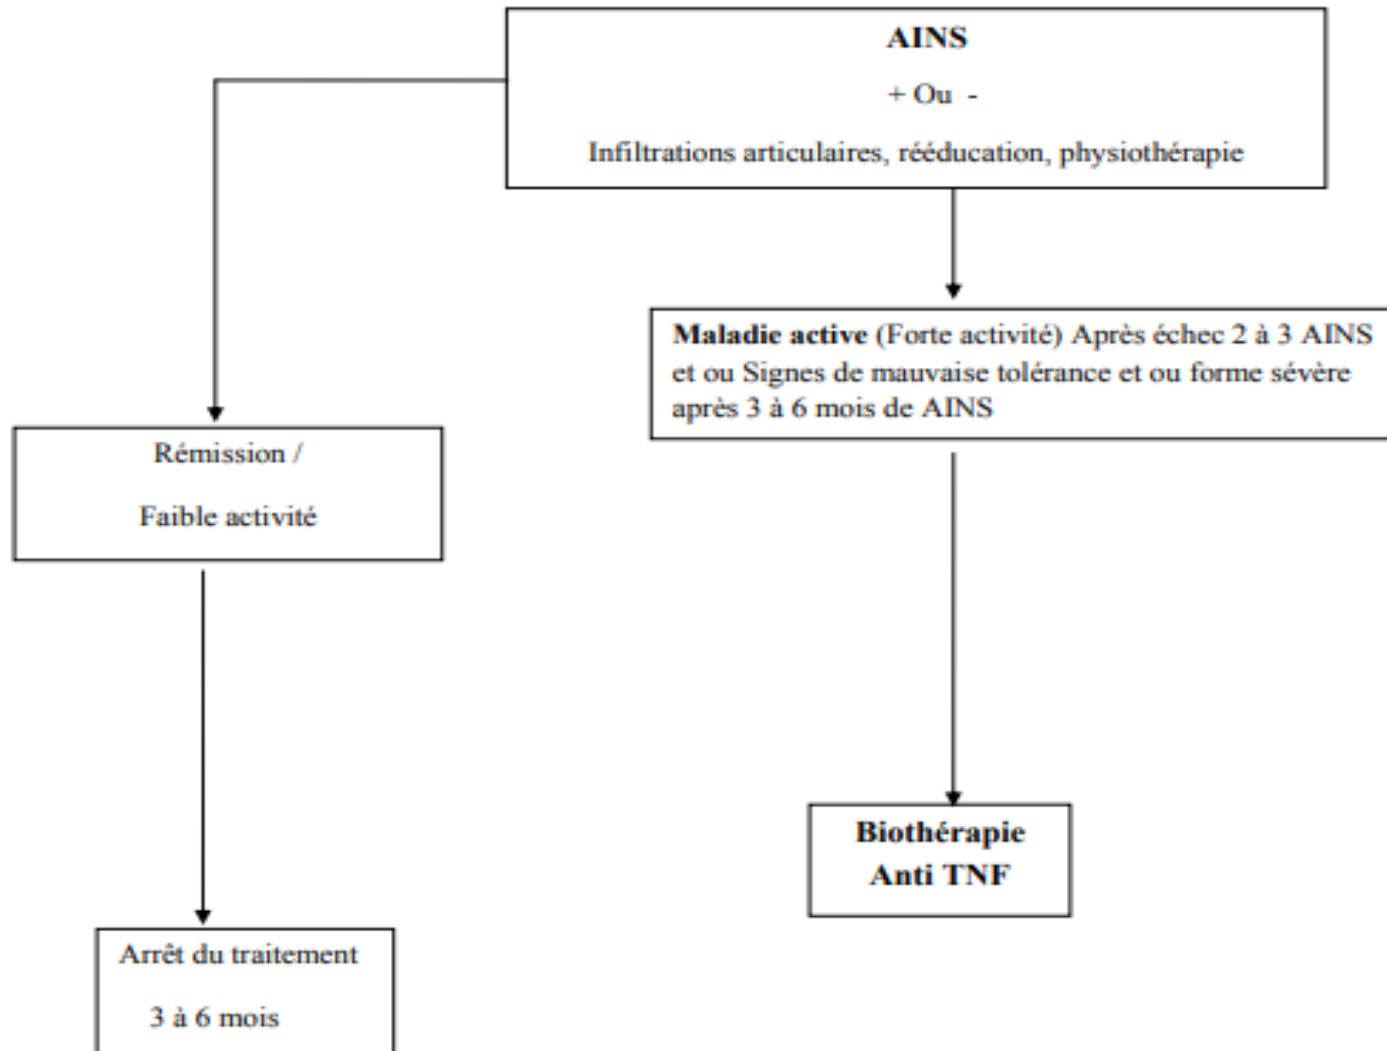 AINS
+ Ou -
Infiltrations articulaires, rééducation, physiothérapie
Maladie active (Forte activité) Après échec 2 à 3 AINS
et ou Signes de mauvaise tolérance et ou forme sévère
après 3 à 6 mois de AINS
Rémission /
Faible activité
Biothérapie
Anti TNF
Arrêt du traitement
3 à 6 mois